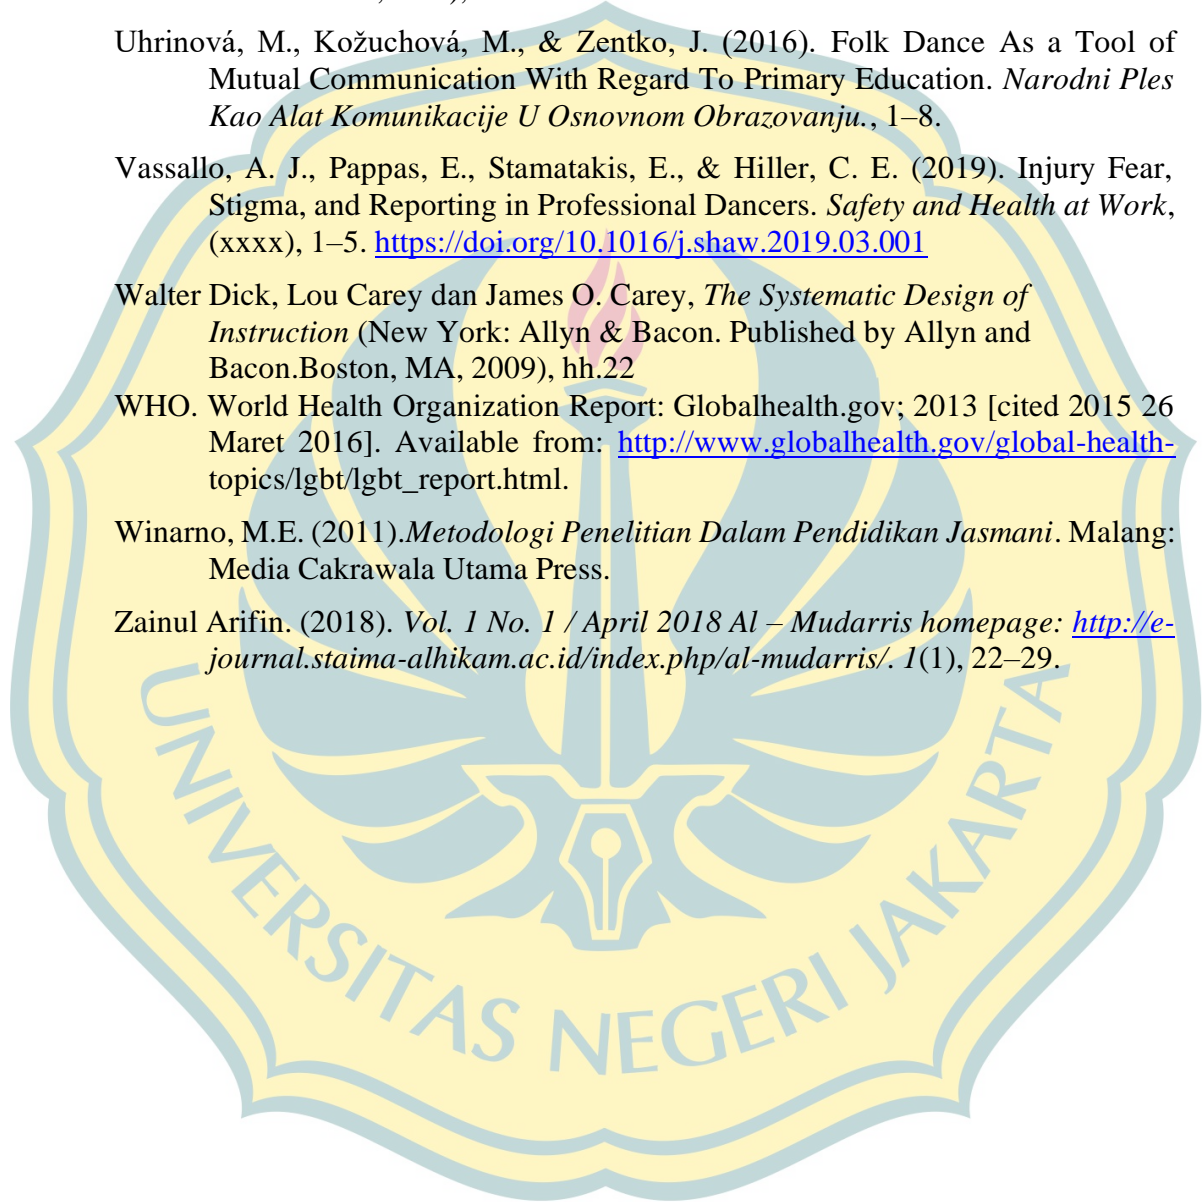 Uhrinová, M., Kožuchová, M., & Zentko, J. (2016). Folk Dance As a Tool of
Mutual Communication With Regard To Primary Education. Narodni Ples
Kao Alat Komunikacije U Osnovnom Obrazovanju., 1–8.
Vassallo, A. J., Pappas, E., Stamatakis, E., & Hiller, C. E. (2019). Injury Fear,
Stigma, and Reporting in Professional Dancers. Safety and Health at Work,
(xxxx), 1–5. https://doi.org/10.1016/j.shaw.2019.03.001
Walter Dick, Lou Carey dan James O. Carey, The Systematic Design of
Instruction (New York: Allyn & Bacon. Published by Allyn and
Bacon.Boston, MA, 2009), hh.22
WHO. World Health Organization Report: Globalhealth.gov; 2013 [cited 2015 26
Maret 2016]. Available from: http://www.globalhealth.gov/global-health-
topics/lgbt/lgbt_report.html.
Winarno, M.E. (2011).Metodologi Penelitian Dalam Pendidikan Jasmani. Malang:
Media Cakrawala Utama Press.
Zainul Arifin. (2018). Vol. 1 No. 1 / April 2018 Al – Mudarris homepage: http://e-
journal.staima-alhikam.ac.id/index.php/al-mudarris/. 1(1), 22–29.
UNIVERSITAS NEGERI JAKARTA